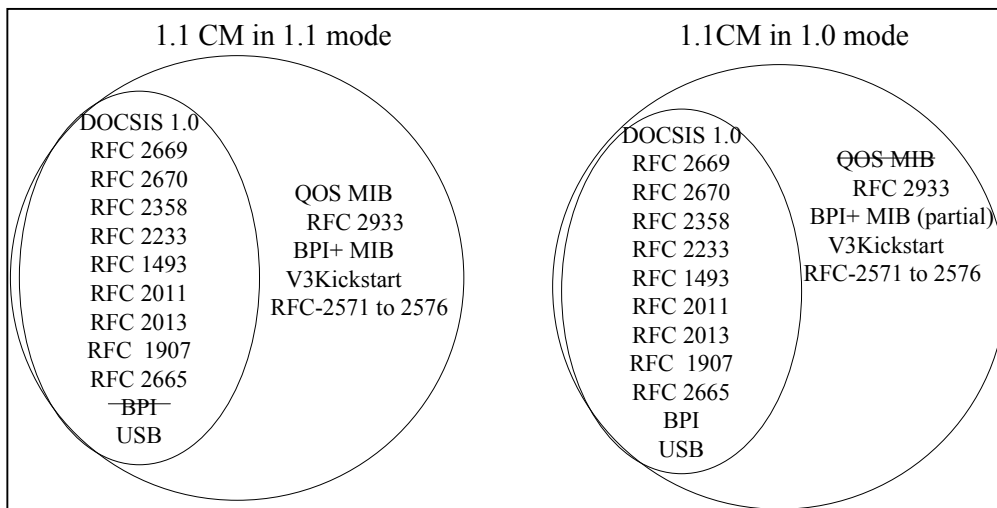 1.1 CM in 1.1 mode
DOCSIS 1.0
RFC 2669
RFC 2670
RFC 2358
RFC 2233
RFC 1493
RFC 2011
RFC 2013
RFC 1907
RFC 2665
BPI
USB
QOS MIB
RFC 2933
BPI+ MIB
V3Kickstart
RFC-2571 to 2576
1.1CM in 1.0 mode
DOCSIS 1.0
RFC 2669
RFC 2670
RFC 2358
RFC 2233
RFC 1493
RFC 2011
RFC 2013
RFC 1907
RFC 2665
BPI
USB
QOS MIB
RFC 2933
BPI+ MIB (partial)
V3Kickstart
RFC-2571 to 2576